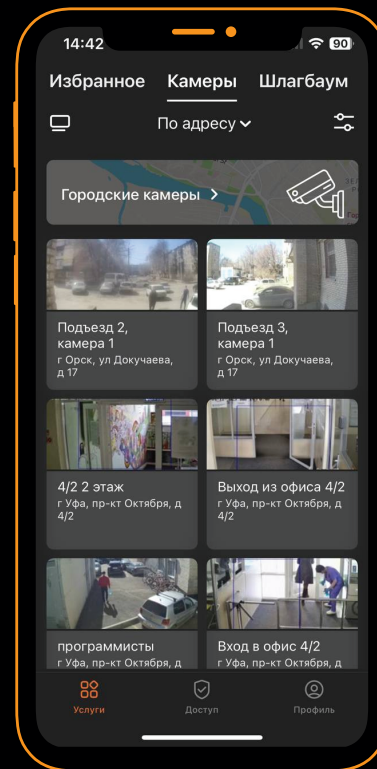 14:42
90
Избранное Камеры Шлагбаум
По адресу
Городские камеры
Подъезд 2,
камера 1
г Орск, ул Докучаева,
д 17
Подъезд 3,
камера 1
г Орск, ул Докучаева,
д 17
4/2 2 этаж
г Уфа, пр-кт Октября, д
4/2
Выход из офиса 4/2
г Уфа, пр-кт Октября, д
4/2
программисты
г Уфа, пр-кт Октября, д
Вход в офис 4/2
г Уфа, пр-кт Октября, д
Услуги Доступ Профиль